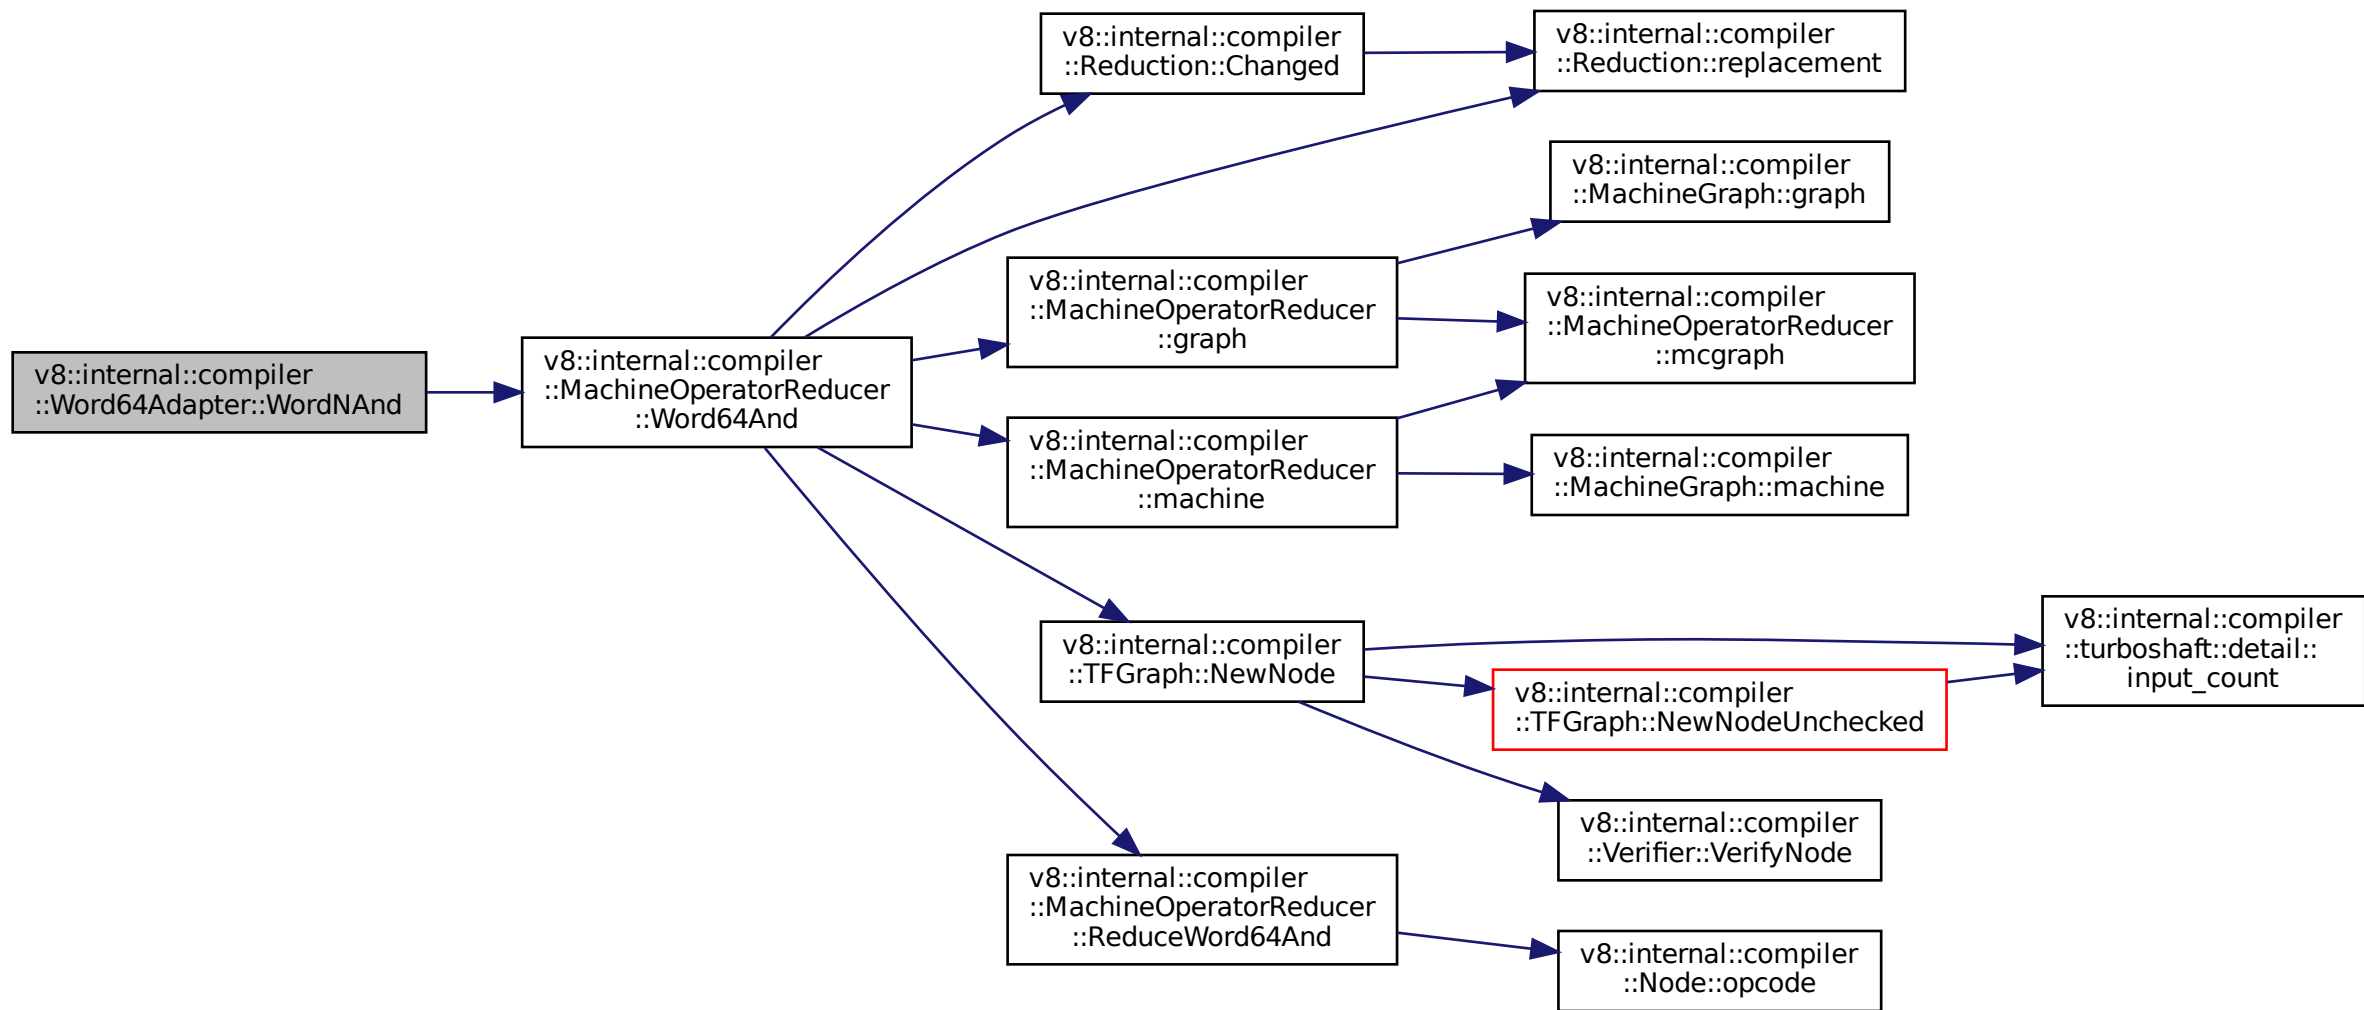 v8::internal::compiler
::Word64Adapter::WordNAnd
v8::internal::compiler
::MachineOperatorReducer
::Word64And
v8::internal::compiler
::Reduction::Changed
v8::internal::compiler
::Reduction::replacement
v8::internal::compiler
::MachineOperatorReducer
::graph
v8::internal::compiler
::MachineGraph::graph
v8::internal::compiler
::MachineOperatorReducer
::mcgraph
v8::internal::compiler
::MachineOperatorReducer
::machine
v8::internal::compiler
::MachineGraph::machine
v8::internal::compiler
::TFGraph::NewNode
v8::internal::compiler
::turboshaft::detail::
input_count
v8::internal::compiler
::TFGraph::NewNodeUnchecked
v8::internal::compiler
::Verifier::VerifyNode
v8::internal::compiler
::MachineOperatorReducer
::ReduceWord64And
v8::internal::compiler
::Node::opcode